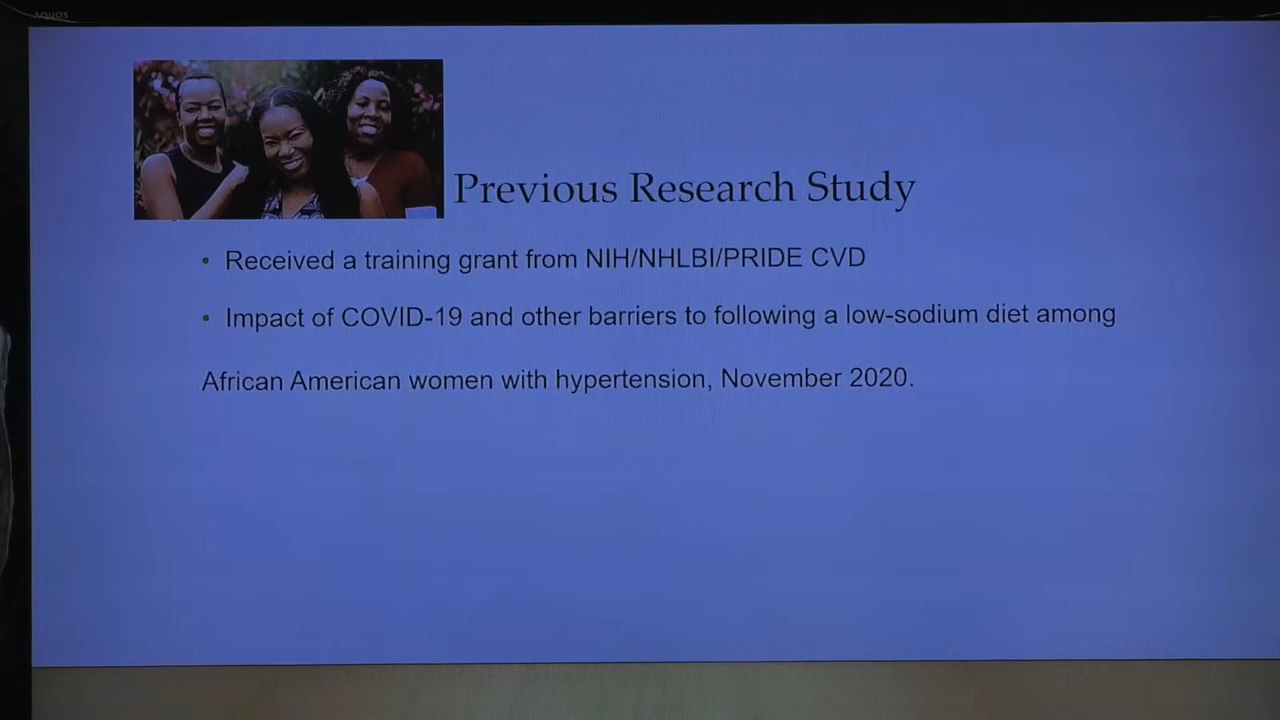 AQUOS
Previous Research Study
• Received a training grant from NIH/NHLBI/PRIDE CVD
• Impact of COVID-19 and other barriers to following a low-sodium diet among
African American women with hypertension, November 2020.